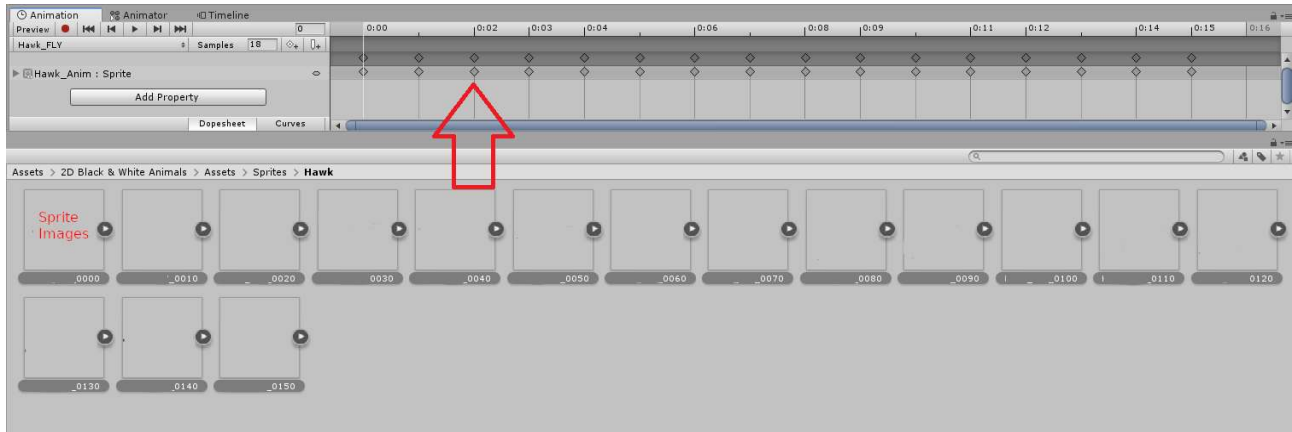 Animation Animator Timeline
Preview 0 0:00 0:02 0:03 0:04 0:06 0:08 0:09 0:11 0:12 0:14 0:15 0:16
Hawk_FLY Samples 18
Hawk_Anim : Sprite
Add Property
Dopesheet Curves
Assets > 2D Black & White Animals > Assets > Sprites > Hawk
Sprite
Images
0000 _0010 _0020 0030 _0040 _0050 _0060 _0070 0080 _0090 _0100 _0110 0120
_0130 _0140 _0150